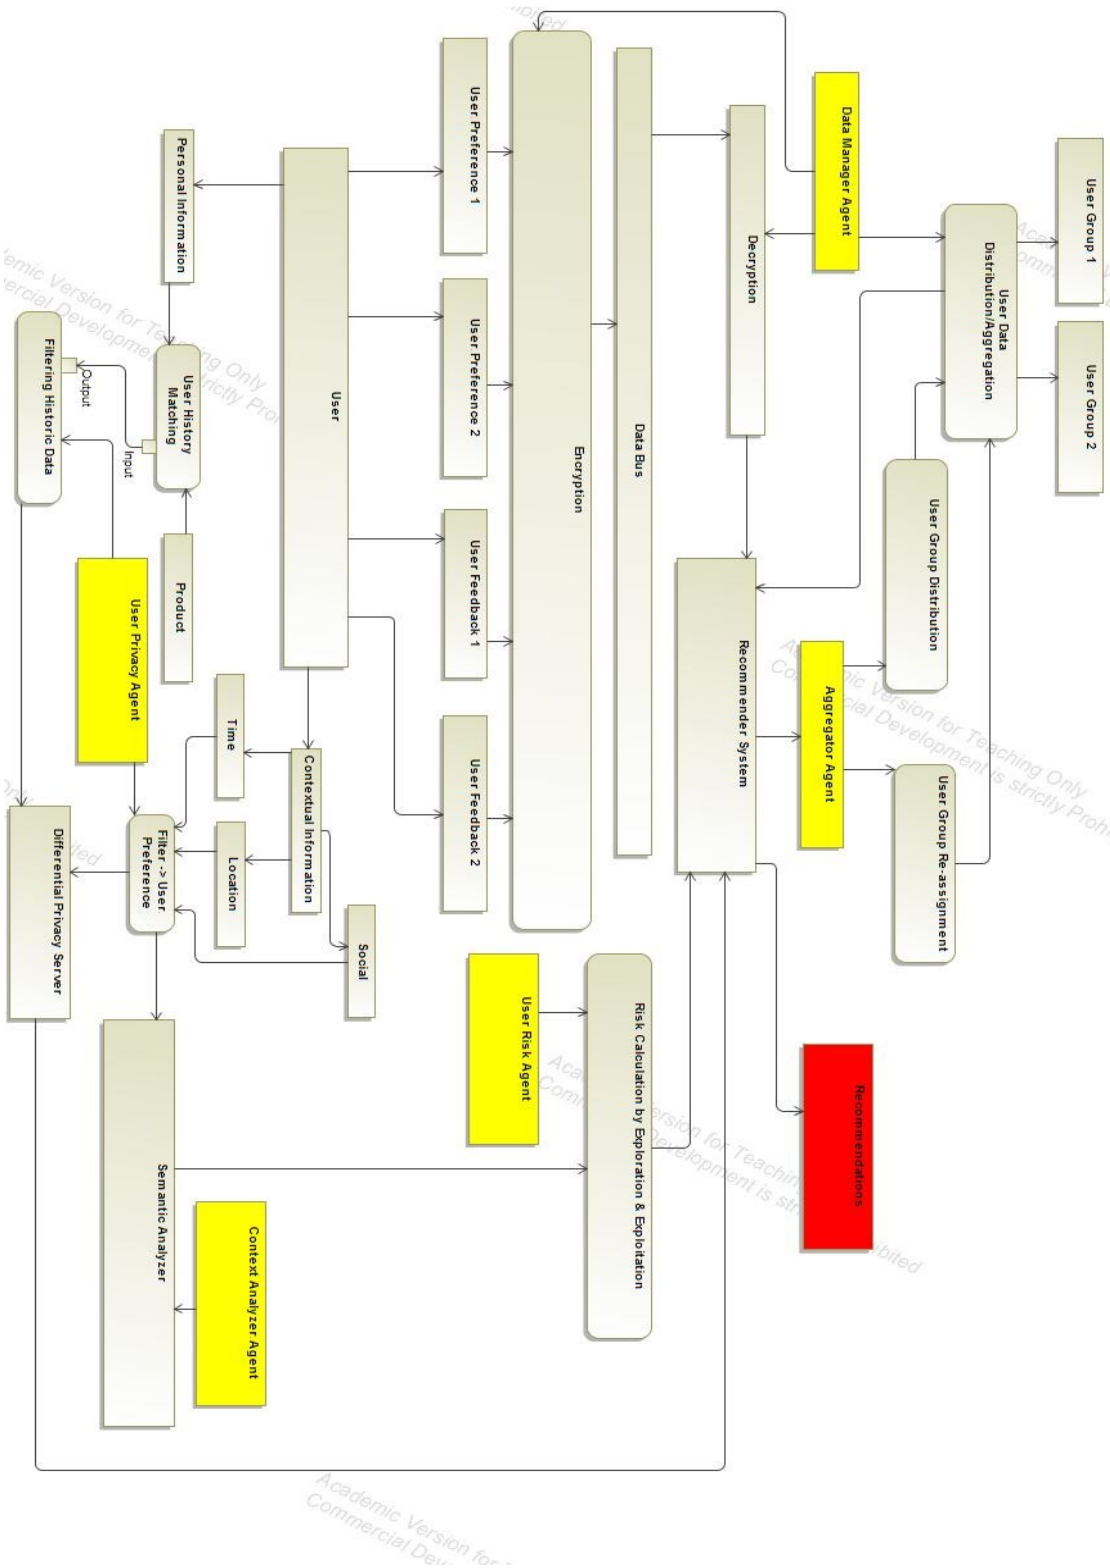 User Group 1
User Group 2
User Data
Distribution/Aggregation
User Group Distribution
User Group Re-assignment
Data Manager Agent
Aggregator Agent
Recommendations
Decryption
Recommender System
Data Bus
Encryption
Risk Calculation by Exploration & Exploitation
User Preference 1
User Preference 2
User Feedback 1
User Feedback 2
User Risk Agent
User
Contextual Information
Social
Time
Location
Context Analyzer Agent
Personal Information
User History
Matching
Product
Filter -> User
Preference
Semantic Analyzer
Input
Output
Filtering Historic Data
User Privacy Agent
Differential Privacy Server
Academic Version for Teaching Only
Commercial Development is strictly Proh
Academic Version for